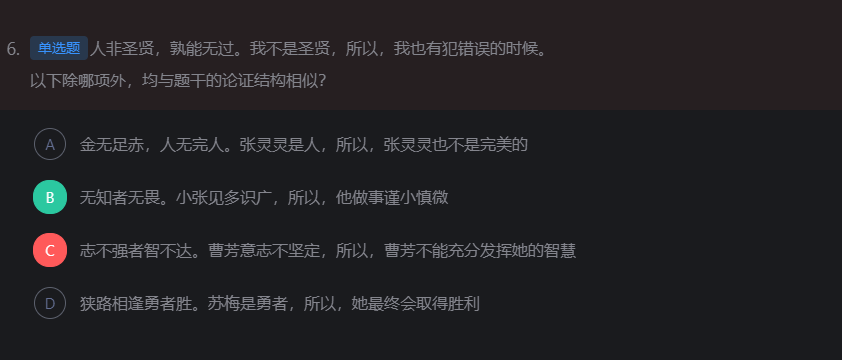 6. 单选题 人非圣贤，孰能无过。我不是圣贤，所以，我也有犯错误的时候。
以下除哪项外，均与题干的论证结构相似?
A 金无足赤，人无完人。张灵灵是人，所以，张灵灵也不是完美的
B 无知者无畏。小张见多识广，所以，他做事谨小慎微
C 志不强者智不达。曹芳意志不坚定，所以，曹芳不能充分发挥她的智慧
D 狭路相逢勇者胜。苏梅是勇者，所以，她最终会取得胜利